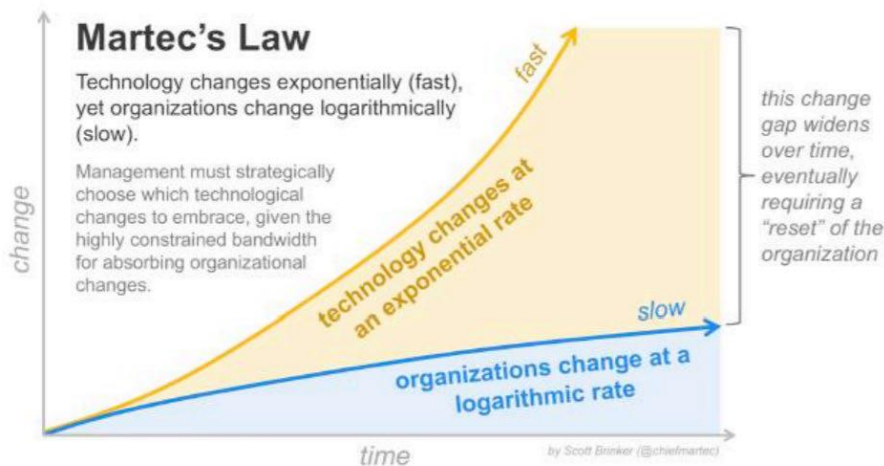 Martec's Law
Technology changes exponentially (fast),
yet organizations change logarithmically
(slow).
Management must strategically
choose which technological
changes to embrace, given the
highly constrained bandwidth
for absorbing organizational
changes.
change
fast
technology changes at
an exponential rate
this change
gap widens
over time,
eventually
requiring a
"reset" of the
organization
slow
organizations change at a
logarithmic rate
time
by Scott Brinker (@chiefmartec)